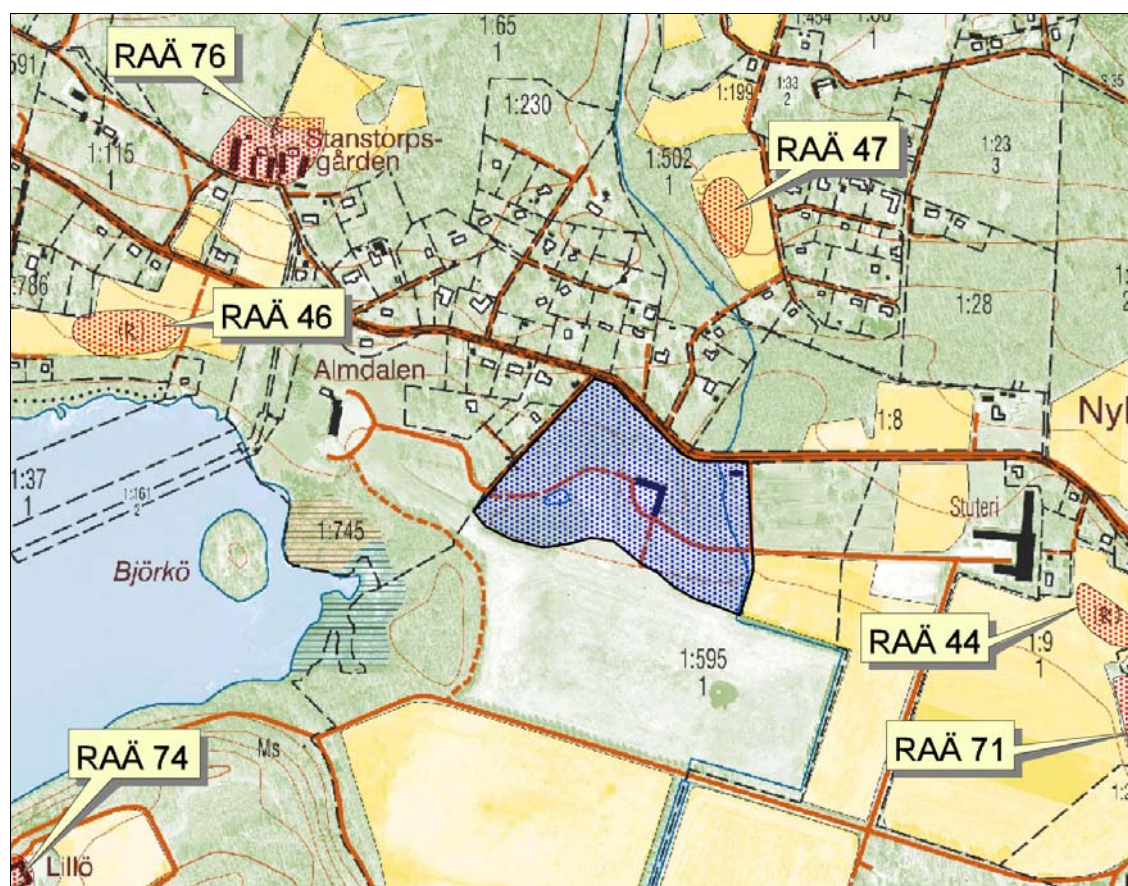 1:65
1
1:454
591
RAÄ 76
1:33
2
1:199
1:230
Stanstorps-
gården
1:502
1
RAÄ 47
1:23
3
1:115
1
:786
RAÄ 46
(R)
1:28
Almdalen
1:8
1:37
1
1:161
2
Stuteri
1:745
Björkö
RAÄ 44
1:9
1
1:595
1
RAÄ 74
Ms
RAÄ 71
Lillö